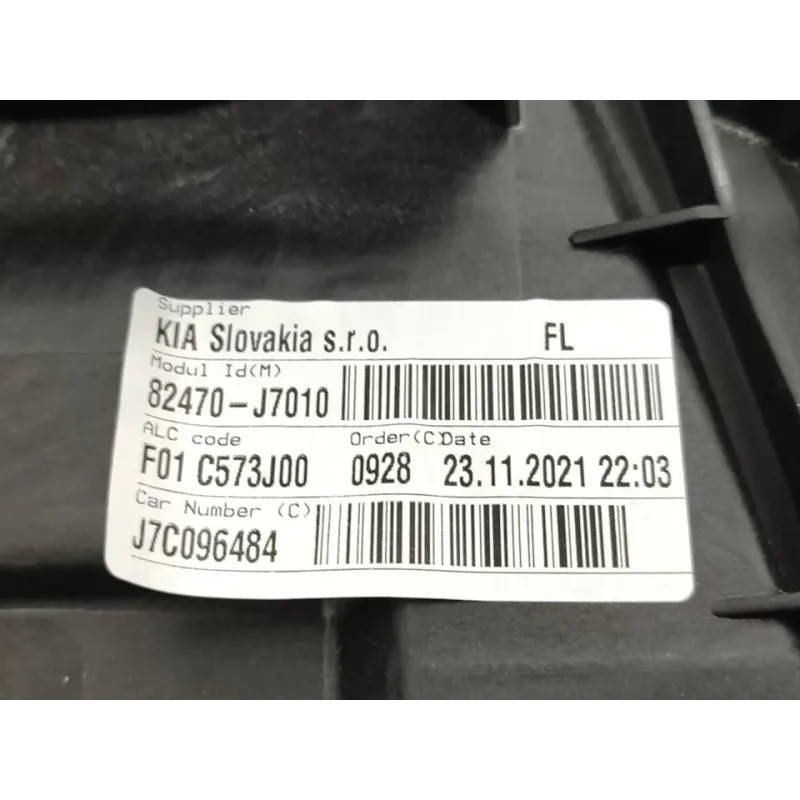 Supplier
KIA Slovakia s.r.o. FL
Modul Id(M)
82470-J7010
ALC code Order(C)Date
F01 C573J00 0928 23.11.2021 22:03
Car Number (C)
J7C096484